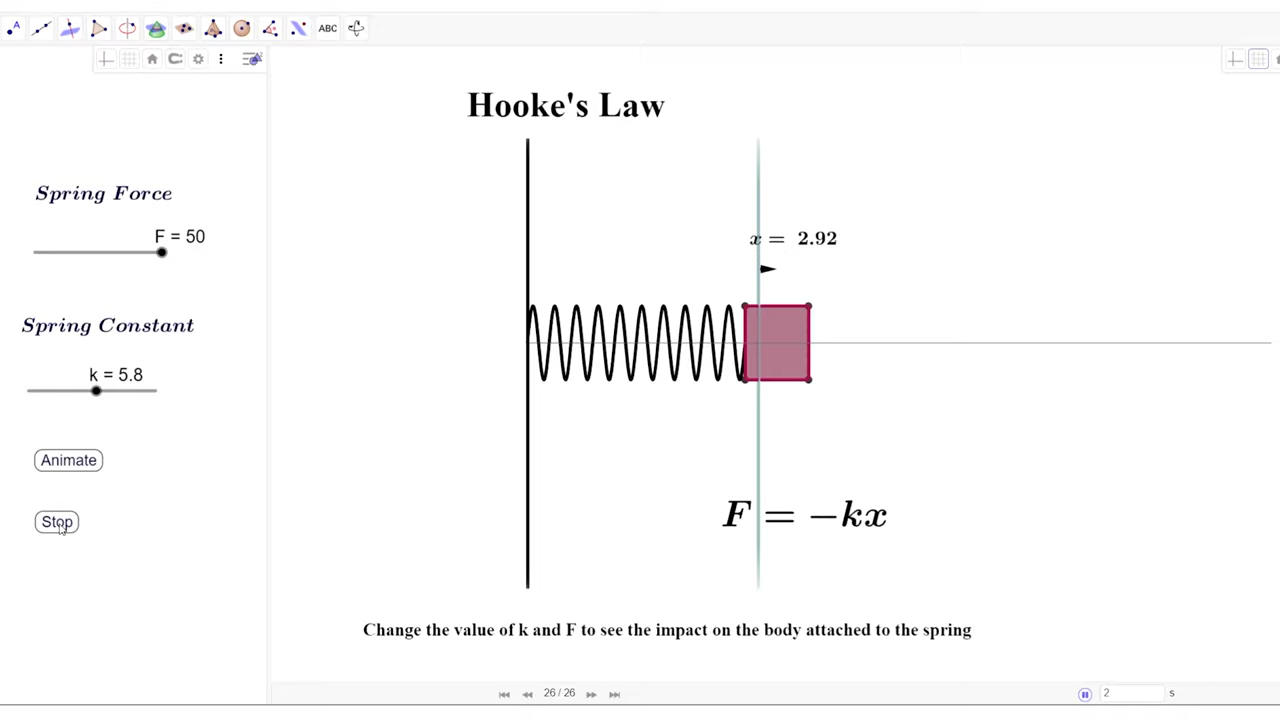 ABC
Hooke's Law
Spring Force
F = 50
x = 2.92
Spring Constant
k = 5.8
Animate
Stop
F = −kx
Change the value of k and F to see the impact on the body attached to the spring
26 / 26
2 s